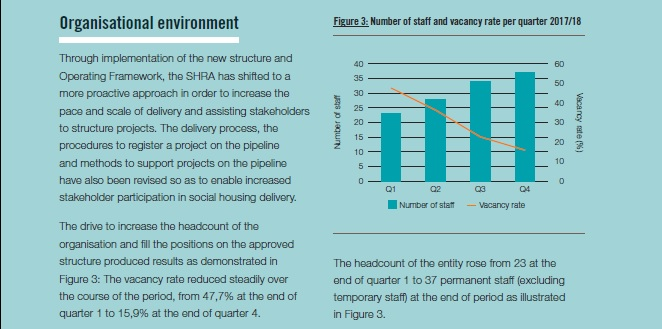 Organisational environment
Through implementation of the new structure and
Operating Framework, the SHRA has shifted to a
more proactive approach in order to increase the
pace and scale of delivery and assisting stakeholders
to structure projects. The delivery process, the
procedures to register a project on the pipeline
and methods to support projects on the pipeline
have also been revised so as to enable increased
stakeholder participation in social housing delivery.
The drive to increase the headcount of the
organisation and fill the positions on the approved
structure produced results as demonstrated in
Figure 3: The vacancy rate reduced steadily over
the course of the period, from 47,7% at the end of
quarter 1 to 15,9% at the end of quarter 4.
Figure 3: Number of staff and vacancy rate per quarter 2017/18
Number of staff
40
35
30
25
20
15
10
5
0
60
50
40
30
20
10
0
Vacancy rate (%)
Q1 Q2 Q3 Q4
Number of staff Vacancy rate
The headcount of the entity rose from 23 at the
end of quarter 1 to 37 permanent staff (excluding
temporary staff) at the end of period as illustrated
in Figure 3.